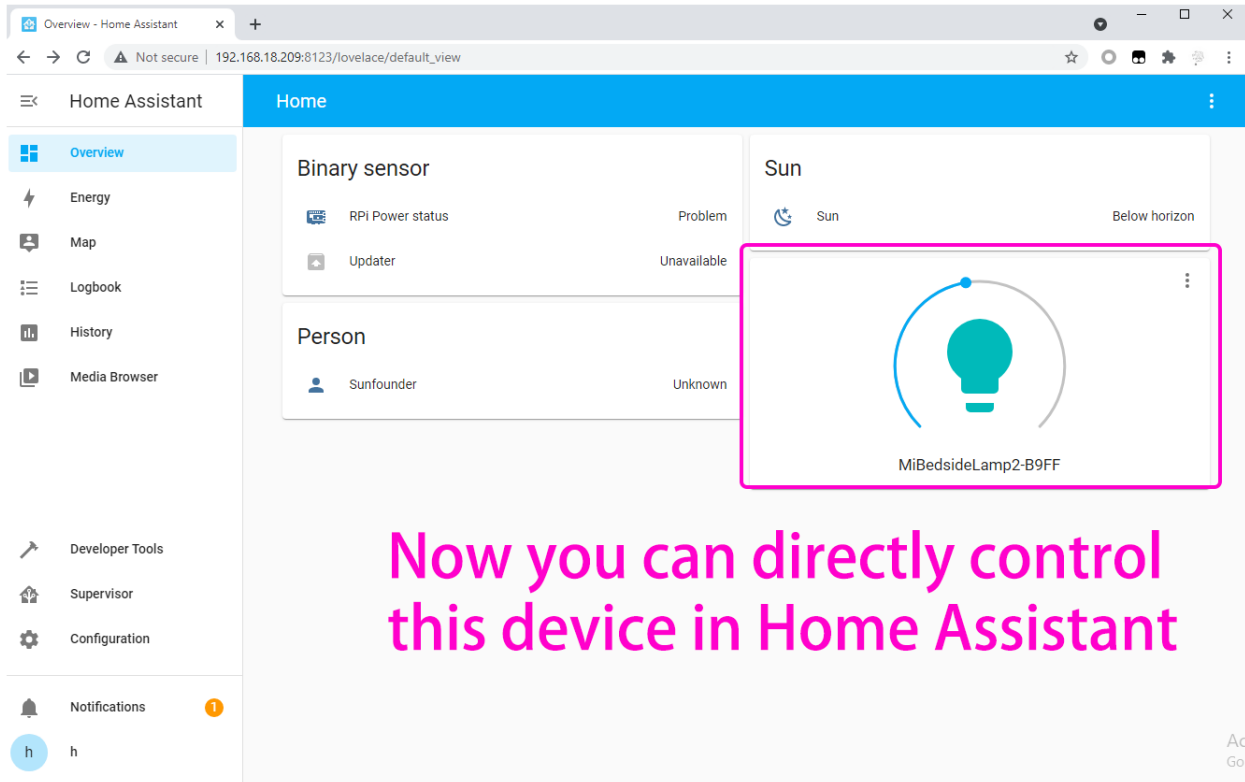 Overview - Home Assistant
Not secure | 192.168.18.209:8123/lovelace/default_view
Home Assistant
Home
Overview
Energy
Map
Logbook
History
Media Browser
Developer Tools
Supervisor
Configuration
Notifications 1
h h
Binary sensor
RPi Power status Problem
Updater Unavailable
Person
Sunfounder Unknown
Sun
Sun Below horizon
MiBedsideLamp2-B9FF
Now you can directly control
this device in Home Assistant